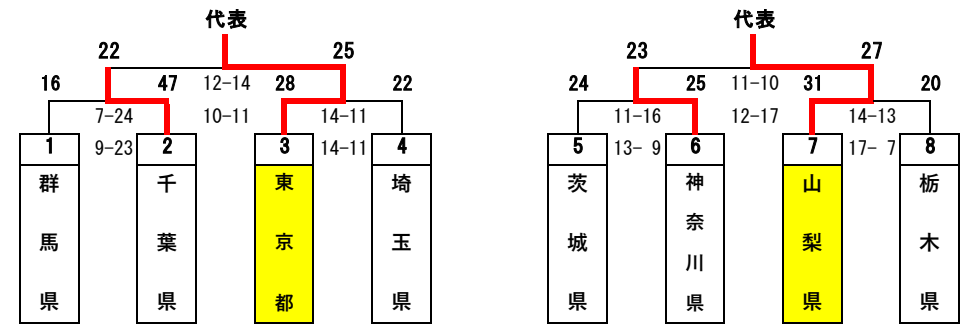 代表 代表
22 25 23 27
16 47 12-14 28 22 24 25 11-10 31 20
7-24 10-11 14-11 11-16 12-17 14-13
9-23 14-11 13- 9 17- 7
1 2 3 4 5 6 7 8
群馬県
千葉県
東京都
埼玉県
茨城県
神奈川県
山梨県
栃木県